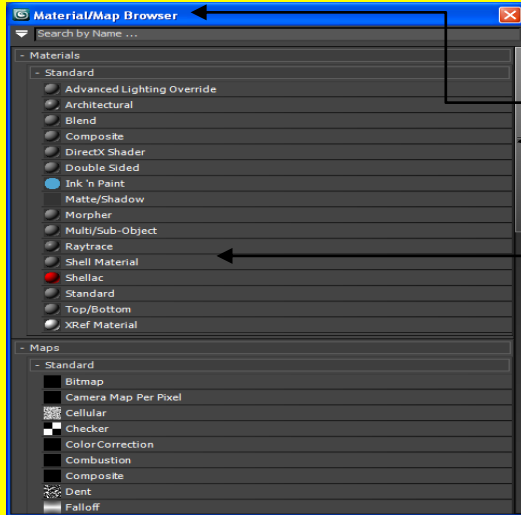 Material/Map Browser
Search by Name ...
- Materials
- Standard
Advanced Lighting Override
Architectural
Blend
Composite
DirectX Shader
Double Sided
Ink 'n Paint
Matte/Shadow
Morpher
Multi/Sub-Object
Raytrace
Shell Material
Shellac
Standard
Top/Bottom
XRef Material
- Maps
- Standard
Bitmap
Camera Map Per Pixel
Cellular
Checker
ColorCorrection
Combustion
Composite
Dent
Falloff